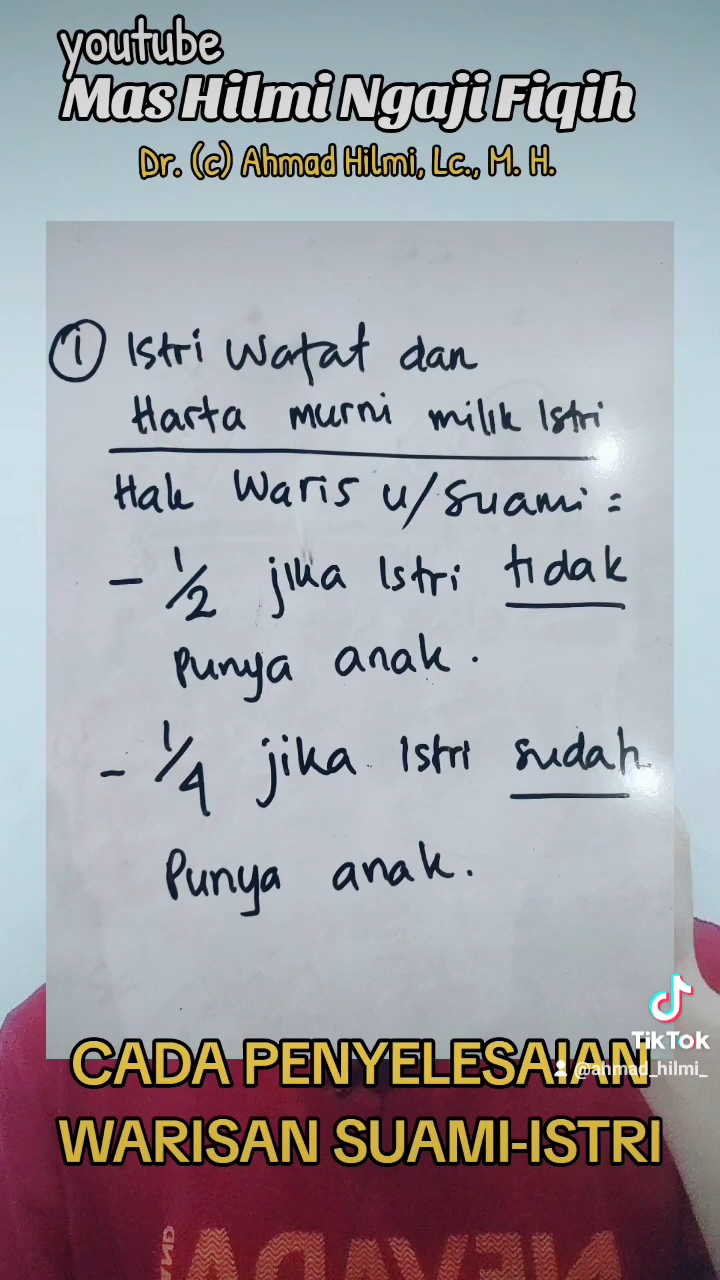 youtube
Mas Hilmi Ngaji Fiqih
Dr. (c) Ahmad Hilmi, Lc., M. H.
1 Istri wafat dan
Harta murni milik Istri
Hak Waris u/ Suami =
- 1/2 jika Istri tidak
Punya anak.
- 1/4 jika Istri sudah
Punya anak.
TikTok
@ahmad_hilmi_
CADA PENYELESAIAN
WARISAN SUAMI-ISTRI
NEVADA